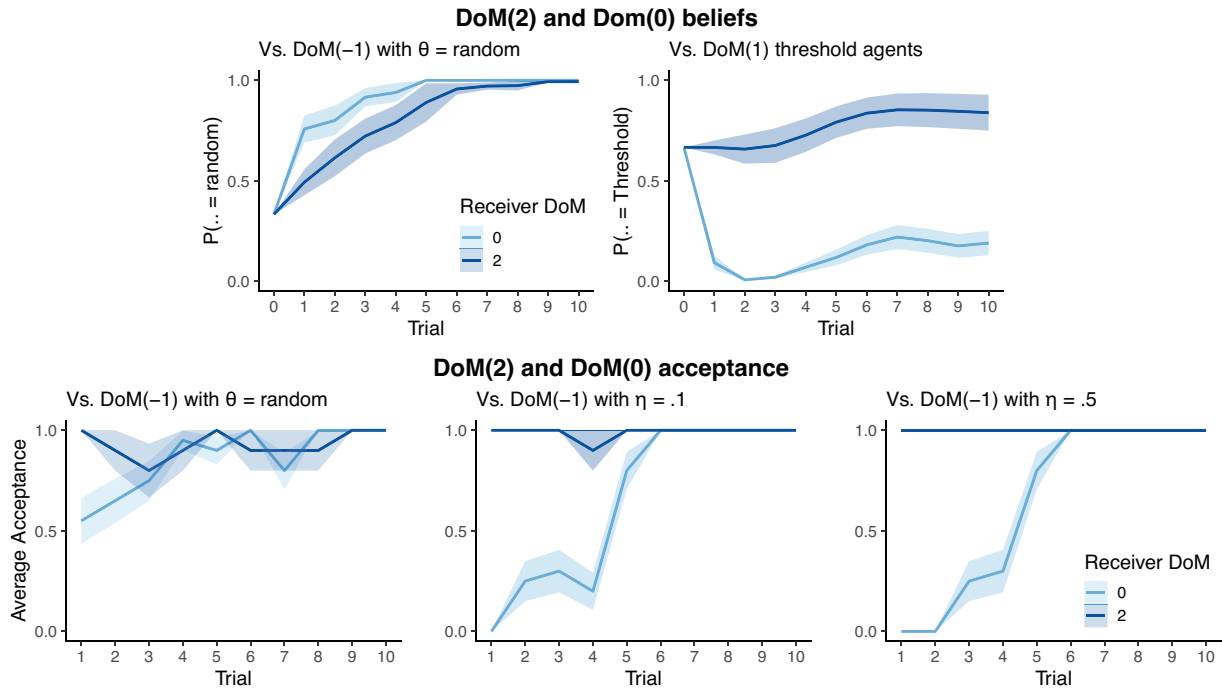 DoM(2) and Dom(0) beliefs
Vs. DoM(−1) with θ = random
P(.. = random)
1.0
0.5
0.0
0 1 2 3 4 5 6 7 8 9 10
Trial
Receiver DoM
0
2
Vs. DoM(1) threshold agents
P(.. = Threshold)
1.0
0.5
0.0
0 1 2 3 4 5 6 7 8 9 10
Trial
DoM(2) and DoM(0) acceptance
Vs. DoM(−1) with θ = random
Average Acceptance
1.0
0.5
0.0
1 2 3 4 5 6 7 8 9 10
Trial
Vs. DoM(−1) with η = .1
1.0
0.5
0.0
1 2 3 4 5 6 7 8 9 10
Trial
Vs. DoM(−1) with η = .5
1.0
0.5
0.0
1 2 3 4 5 6 7 8 9 10
Trial
Receiver DoM
0
2